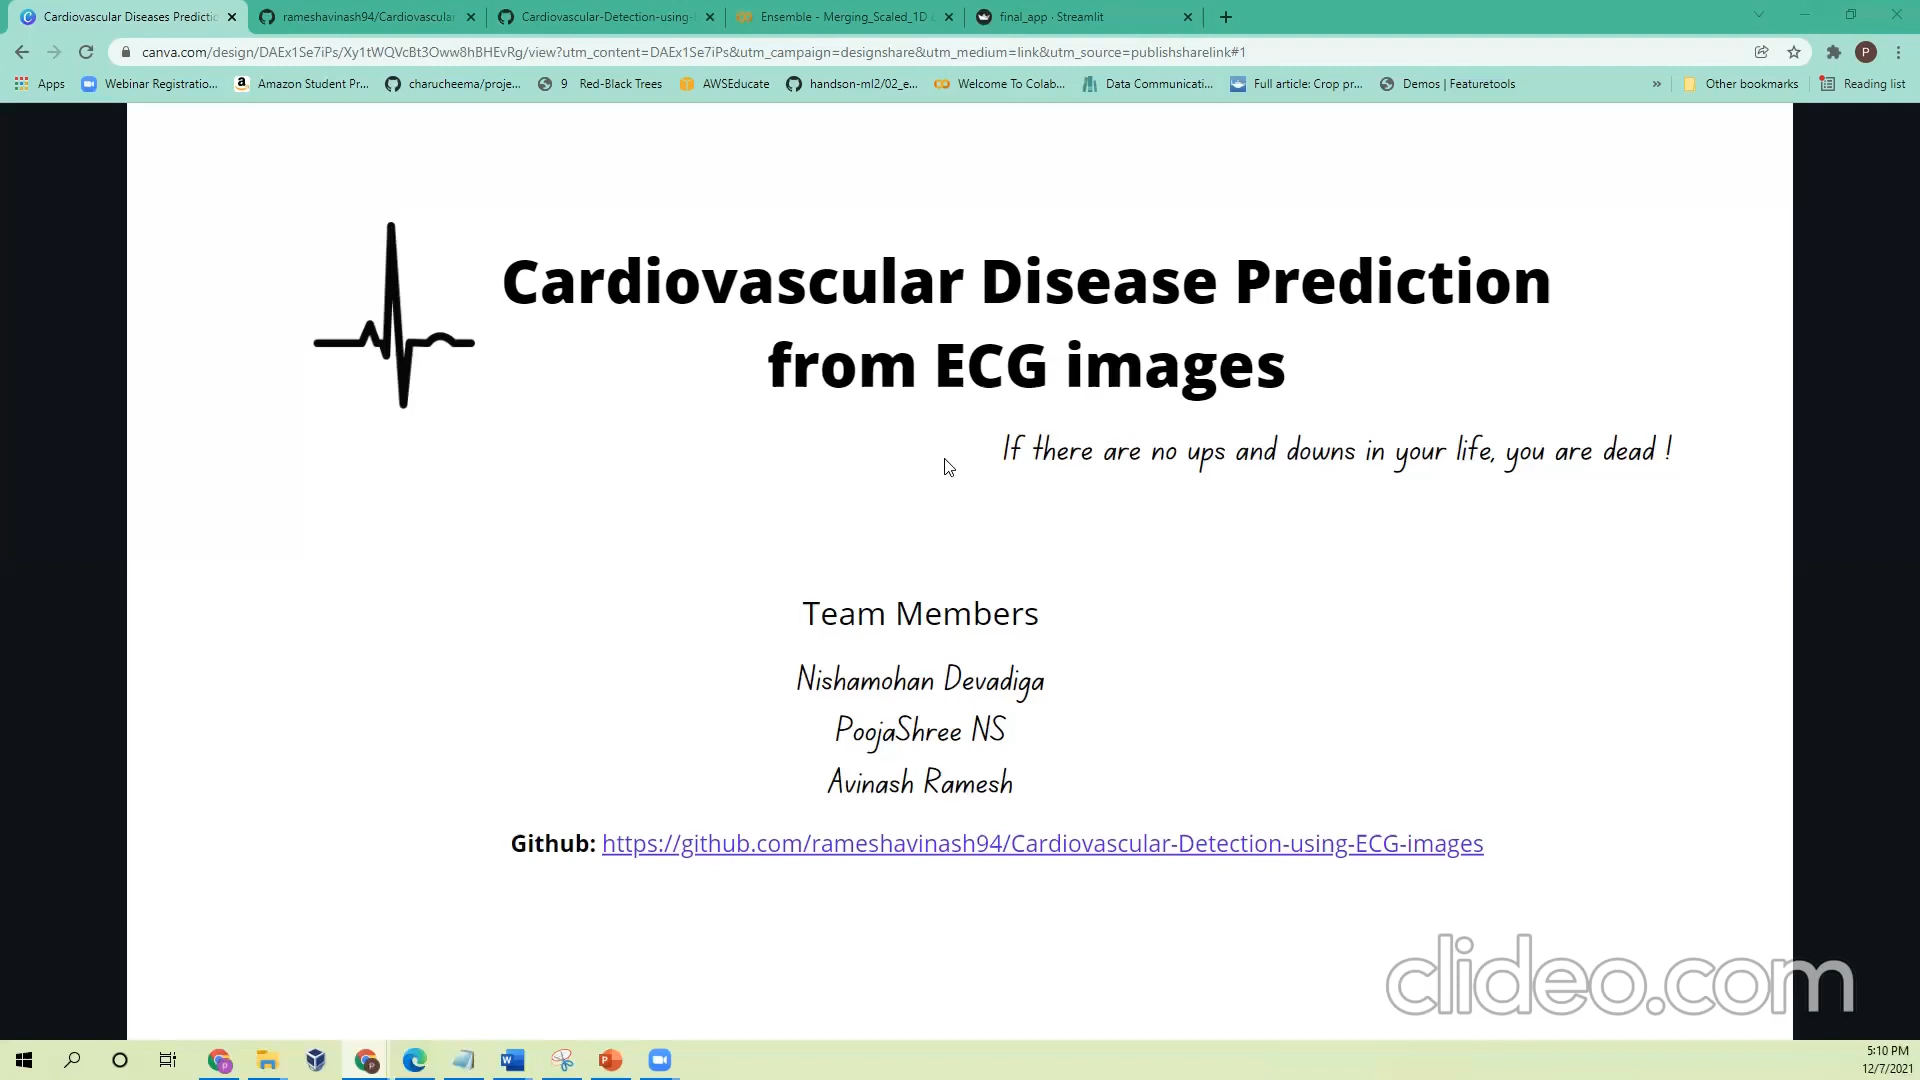 Cardiovascular Diseases Predictic
rameshavinash94/Cardiovascular
Cardiovascular-Detection-using-
Ensemble - Merging_Scaled_1D
final_app · Streamlit
canva.com/design/DAEx1Se7iPs/Xy1tWQVcBt3Oww8hBHEvRg/view?utm_content=DAEx1Se7iPs&utm_campaign=designshare&utm_medium=link&utm_source=publishsharelink#1
P
Apps
Webinar Registratio...
Amazon Student Pr...
charucheema/proje...
9 Red-Black Trees
AWSEducate
handson-ml2/02_e...
Welcome To Colab...
Data Communicati...
Full article: Crop pr...
Demos | Featuretools
»
Other bookmarks
Reading list
Cardiovascular Disease Prediction
from ECG images
If there are no ups and downs in your life, you are dead !
Team Members
Nishamohan Devadiga
PoojaShree NS
Avinash Ramesh
Github: https://github.com/rameshavinash94/Cardiovascular-Detection-using-ECG-images
clideo.com
5:10 PM
12/7/2021